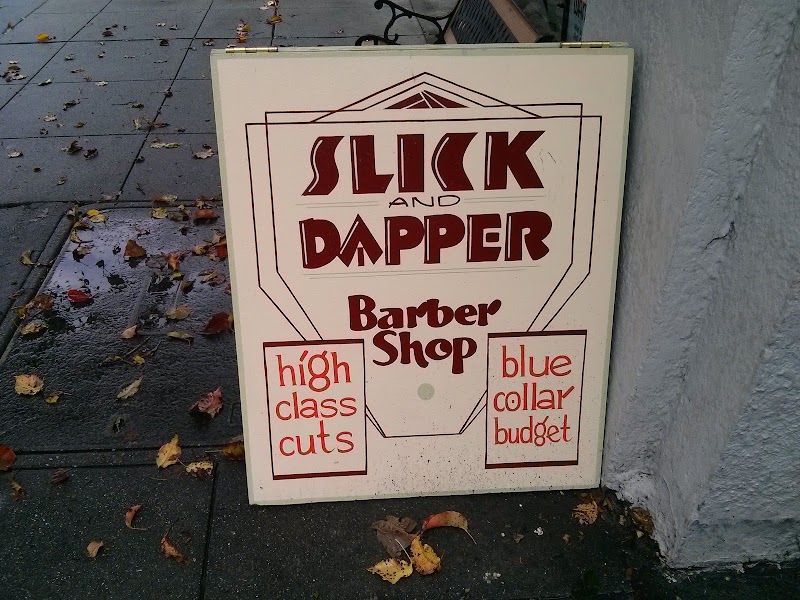 SLICK
AND
DAPPER
Barber
Shop
high
class
cuts
blue
collar
budget